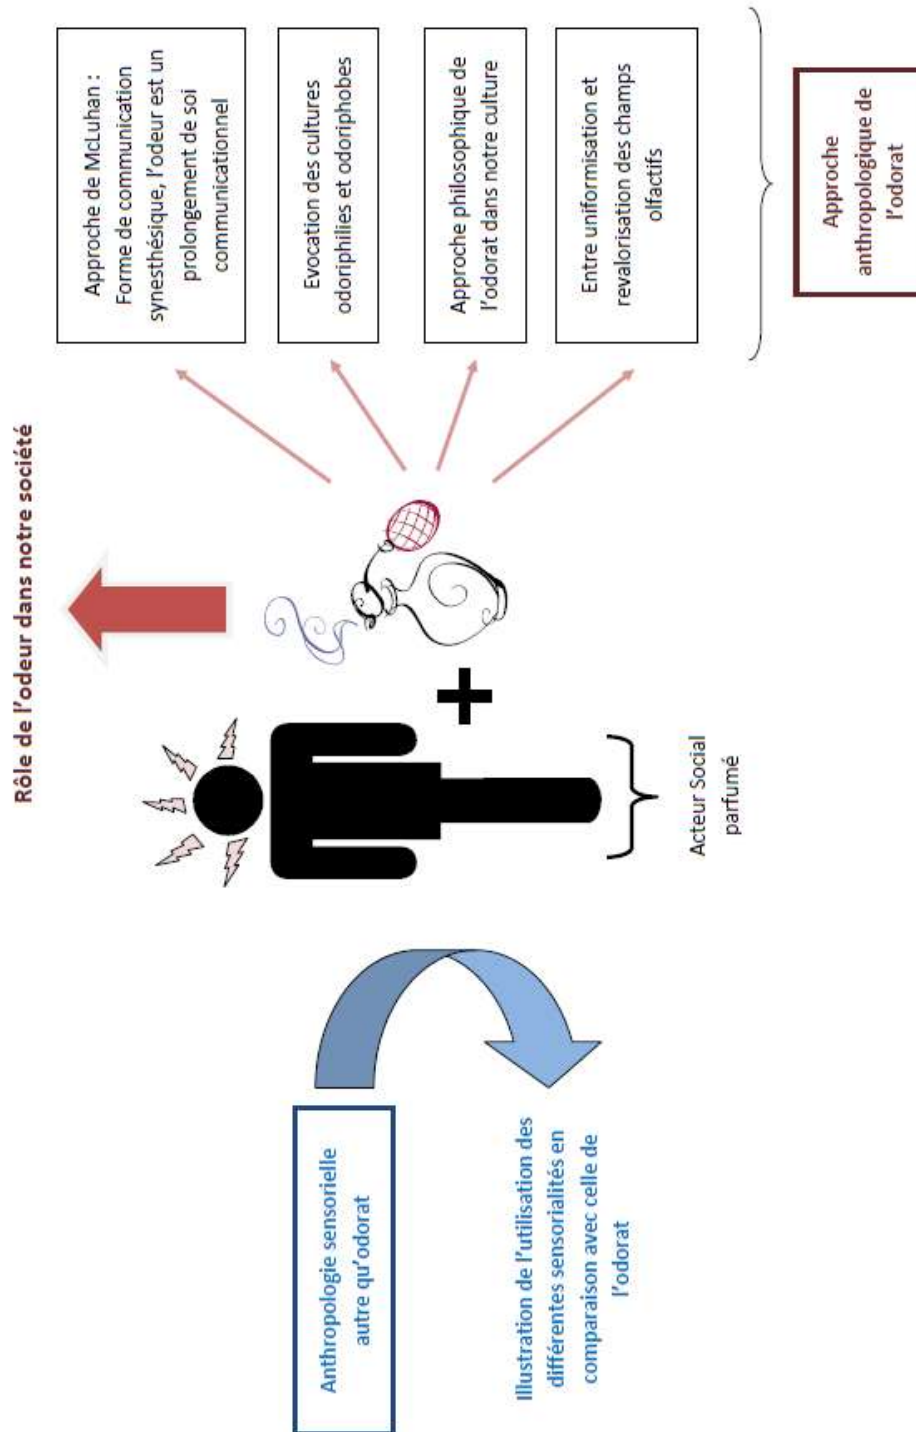 Rôle de l'odeur dans notre société
Anthropologie sensorielle
autre qu'odorat
Illustration de l'utilisation des
différentes sensorialités en
comparaison avec celle de
l'odorat
Acteur Social
parfumé
Approche de McLuhan :
Forme de communication
synesthésique, l'odeur est un
prolongement de soi
communicationnel
Evocation des cultures
odoriphilies et odoriphobes
Approche philosophique de
l'odorat dans notre culture
Entre uniformisation et
revalorisation des champs
olfactifs
Approche
anthropologique de
l'odorat